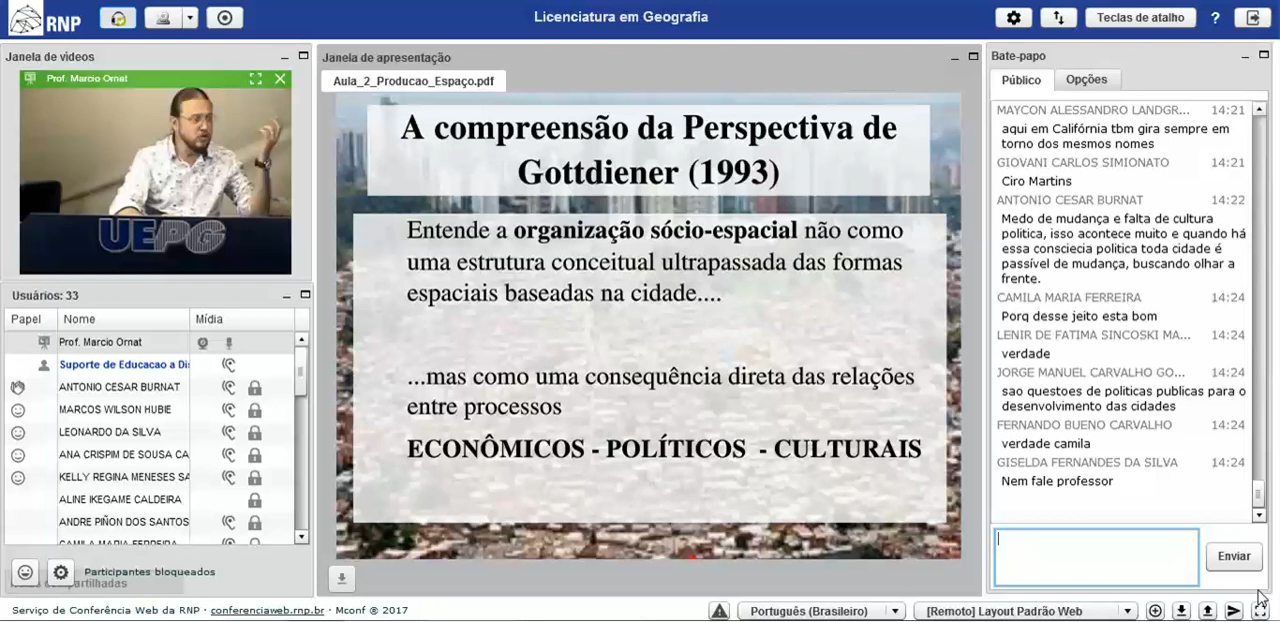 RNP
Licenciatura em Geografia
Teclas de atalho
?
Janela de vídeos
Prof. Marcio Ornat
UEPG
Usuários: 33
Papel Nome Mídia
Prof. Marcio Ornat
Suporte de Educacao a Di
ANTONIO CESAR BURNAT
MARCOS WILSON HUBIE
LEONARDO DA SILVA
ANA CRISPIM DE SOUSA CA
KELLY REGINA MENESES SA
ALINE IKEGAME CALDEIRA
ANDRE PIÑON DOS SANTOS
CAMILA MARIA FERREIRA
Participantes bloqueados
Janela de apresentação
Aula_2_Producao_Espaço.pdf
A compreensão da Perspectiva de
Gottdiener (1993)
Entende a organização sócio-espacial não como
uma estrutura conceitual ultrapassada das formas
espaciais baseadas na cidade....
...mas como uma consequência direta das relações
entre processos
ECONÔMICOS - POLÍTICOS - CULTURAIS
Bate-papo
Público Opções
MAYCON ALESSANDRO LANDGR... 14:21
aqui em Califórnia tbm gira sempre em
torno dos mesmos nomes
GIOVANI CARLOS SIMIONATO 14:21
Ciro Martins
ANTONIO CESAR BURNAT 14:22
Medo de mudança e falta de cultura
politica, isso acontece muito e quando há
essa consciecia politica toda cidade é
passível de mudança, buscando olhar a
frente.
CAMILA MARIA FERREIRA 14:24
Porq desse jeito esta bom
LENIR DE FATIMA SINCOSKI MA... 14:24
verdade
JORGE MANUEL CARVALHO GO... 14:24
sao questoes de politicas publicas para o
desenvolvimento das cidades
FERNANDO BUENO CARVALHO 14:24
verdade camila
GISELDA FERNANDES DA SILVA 14:24
Nem fale professor
Enviar
Serviço de Conferência Web da RNP · conferenciaweb.rnp.br · Mconf ® 2017
Português (Brasileiro)
[Remoto] Layout Padrão Web